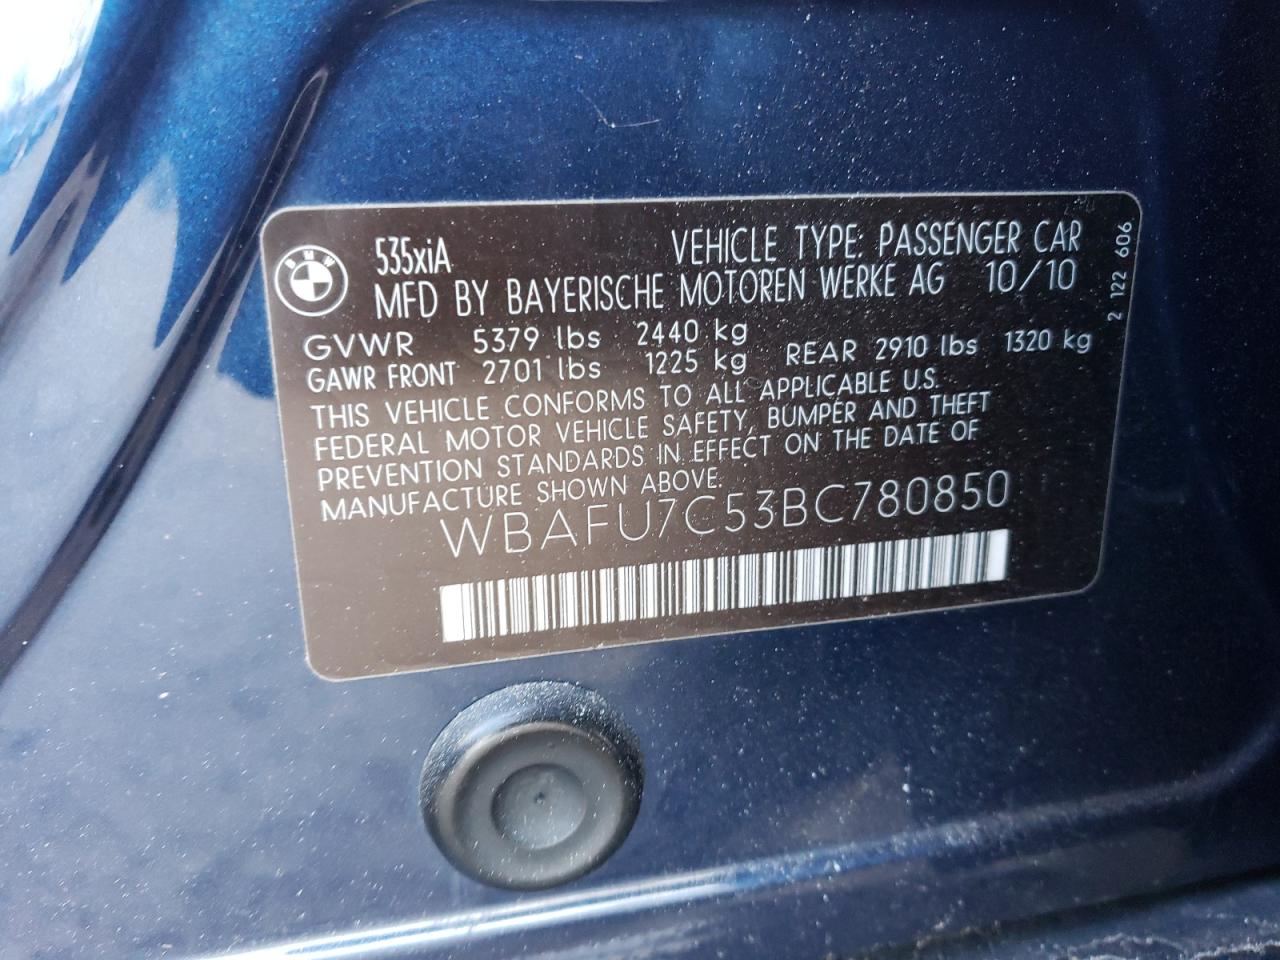 BMW
535xiA VEHICLE TYPE: PASSENGER CAR
MFD BY BAYERISCHE MOTOREN WERKE AG 10/10
GVWR 5379 lbs 2440 kg
GAWR FRONT 2701 lbs 1225 kg REAR 2910 lbs 1320 kg
THIS VEHICLE CONFORMS TO ALL APPLICABLE U.S.
FEDERAL MOTOR VEHICLE SAFETY, BUMPER AND THEFT
PREVENTION STANDARDS IN EFFECT ON THE DATE OF
MANUFACTURE SHOWN ABOVE.
WBAFU7C53BC780850
2 122 606